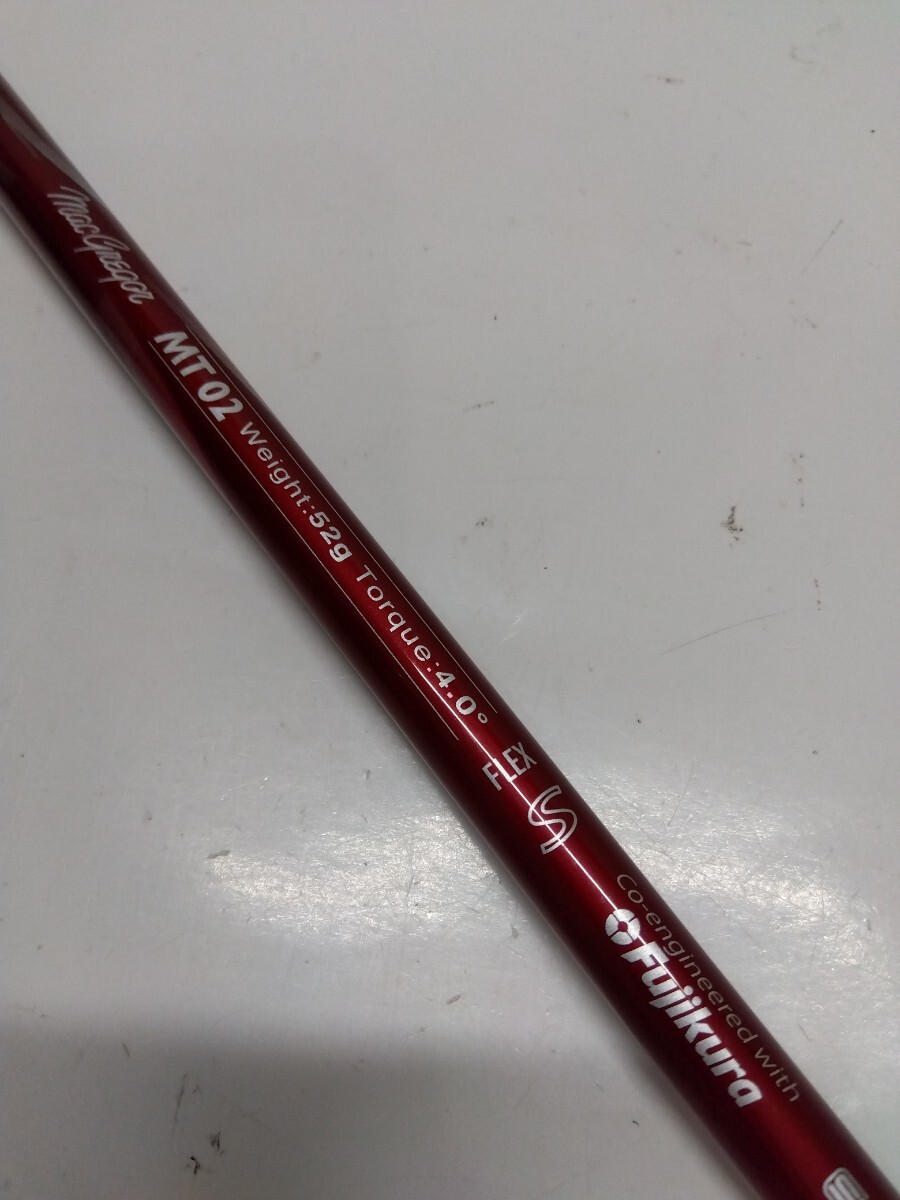 MacGregor
MT 02 Weight:52g Torque:4.0°
FLEX
S
Co-engineered with
Fujikura